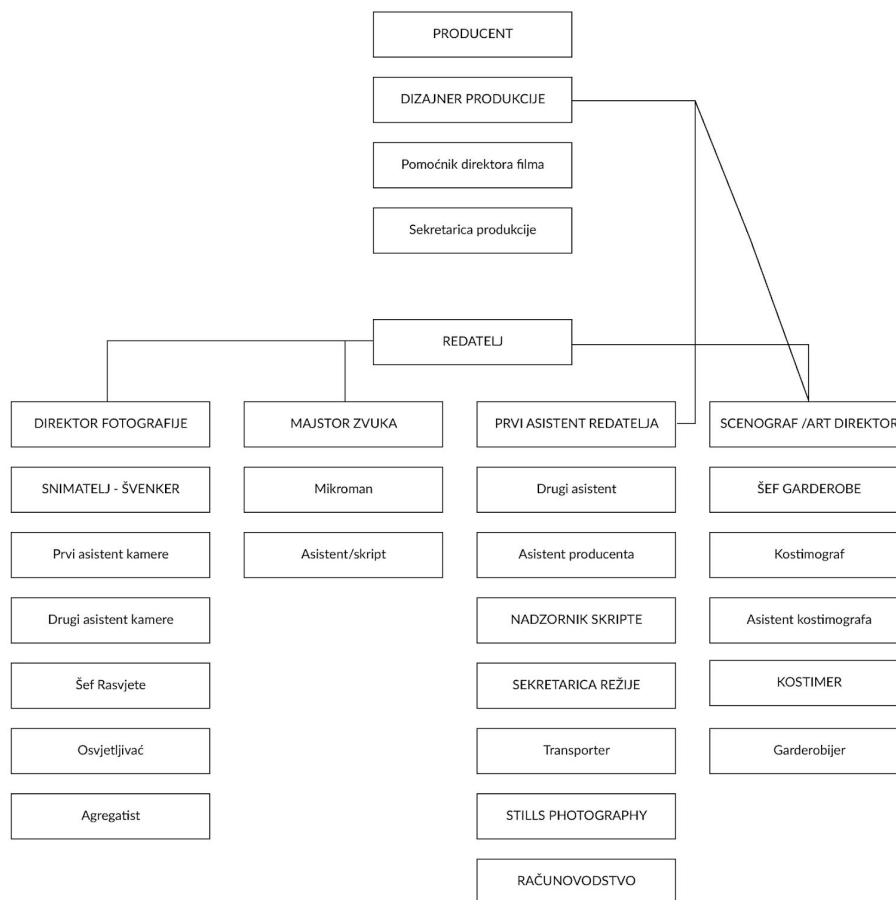 PRODUCENT
DIZAJNER PRODUKCIJE
Pomoćnik direktora filma
Sekretarica produkcije
REDATELJ
DIREKTOR FOTOGRAFIJE
SNIMATELJ - ŠVENKER
Prvi asistent kamere
Drugi asistent kamere
Šef Rasvjete
Osvjetljivać
Agregatist
MAJSTOR ZVUKA
Mikroman
Asistent/skript
PRVI ASISTENT REDATELJA
Drugi asistent
Asistent producenta
NADZORNIK SKRIPTE
SEKRETARICA REŽIJE
Transporter
STILLS PHOTOGRAPHY
RAČUNOVODSTVO
SCENOGRAF /ART DIREKTOR
ŠEF GARDEROBE
Kostimograf
Asistent kostimografa
KOSTIMER
Garderobijer